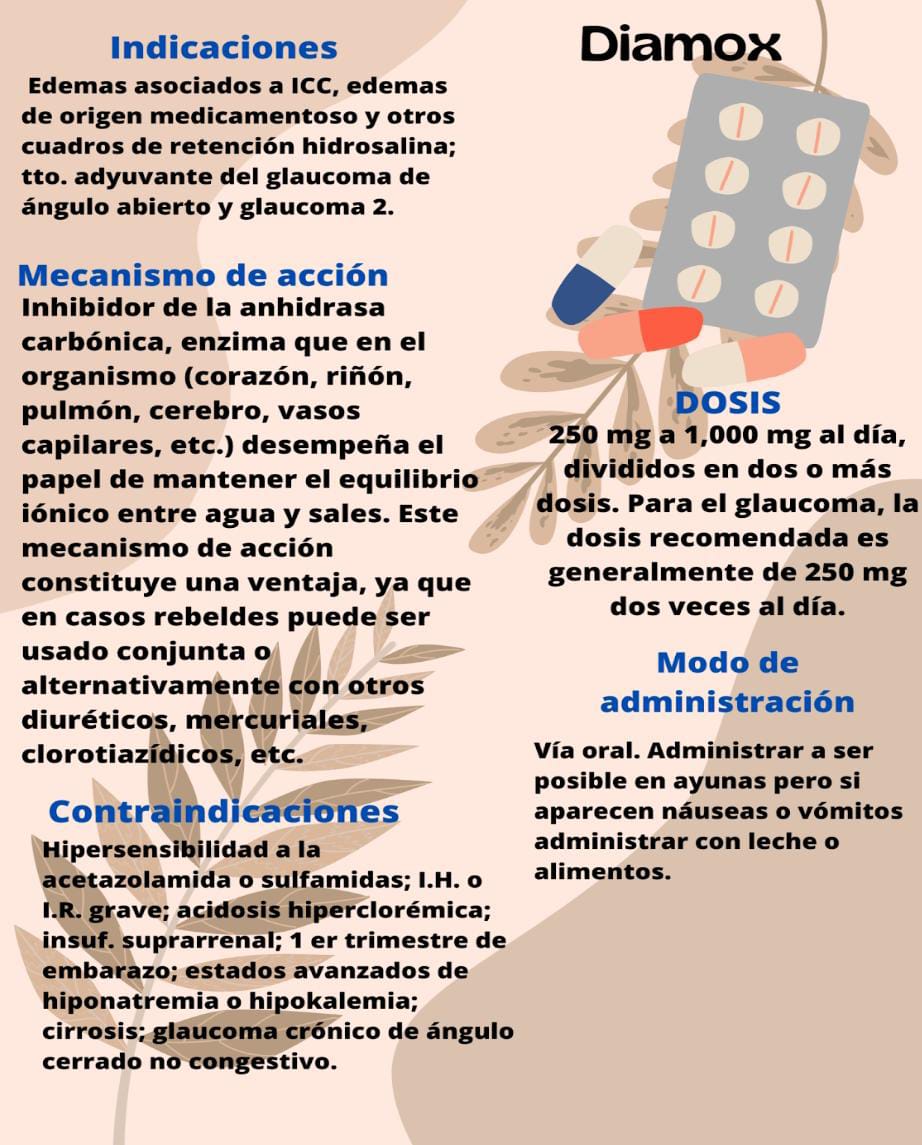 Indicaciones
Edemas asociados a ICC, edemas
de origen medicamentoso y otros
cuadros de retención hidrosalina;
tto. adyuvante del glaucoma de
ángulo abierto y glaucoma 2.
Mecanismo de acción
Inhibidor de la anhidrasa
carbónica, enzima que en el
organismo (corazón, riñón,
pulmón, cerebro, vasos
capilares, etc.) desempeña el
papel de mantener el equilibrio
iónico entre agua y sales. Este
mecanismo de acción
constituye una ventaja, ya que
en casos rebeldes puede ser
usado conjunta o
alternativamente con otros
diuréticos, mercuriales,
clorotiazídicos, etc.
Contraindicaciones
Hipersensibilidad a la
acetazolamida o sulfamidas; I.H. o
I.R. grave; acidosis hiperclorémica;
insuf. suprarrenal; 1 er trimestre de
embarazo; estados avanzados de
hiponatremia o hipokalemia;
cirrosis; glaucoma crónico de ángulo
cerrado no congestivo.
Diamox
DOSIS
250 mg a 1,000 mg al día,
divididos en dos o más
dosis. Para el glaucoma, la
dosis recomendada es
generalmente de 250 mg
dos veces al día.
Modo de
administración
Vía oral. Administrar a ser
posible en ayunas pero si
aparecen náuseas o vómitos
administrar con leche o
alimentos.